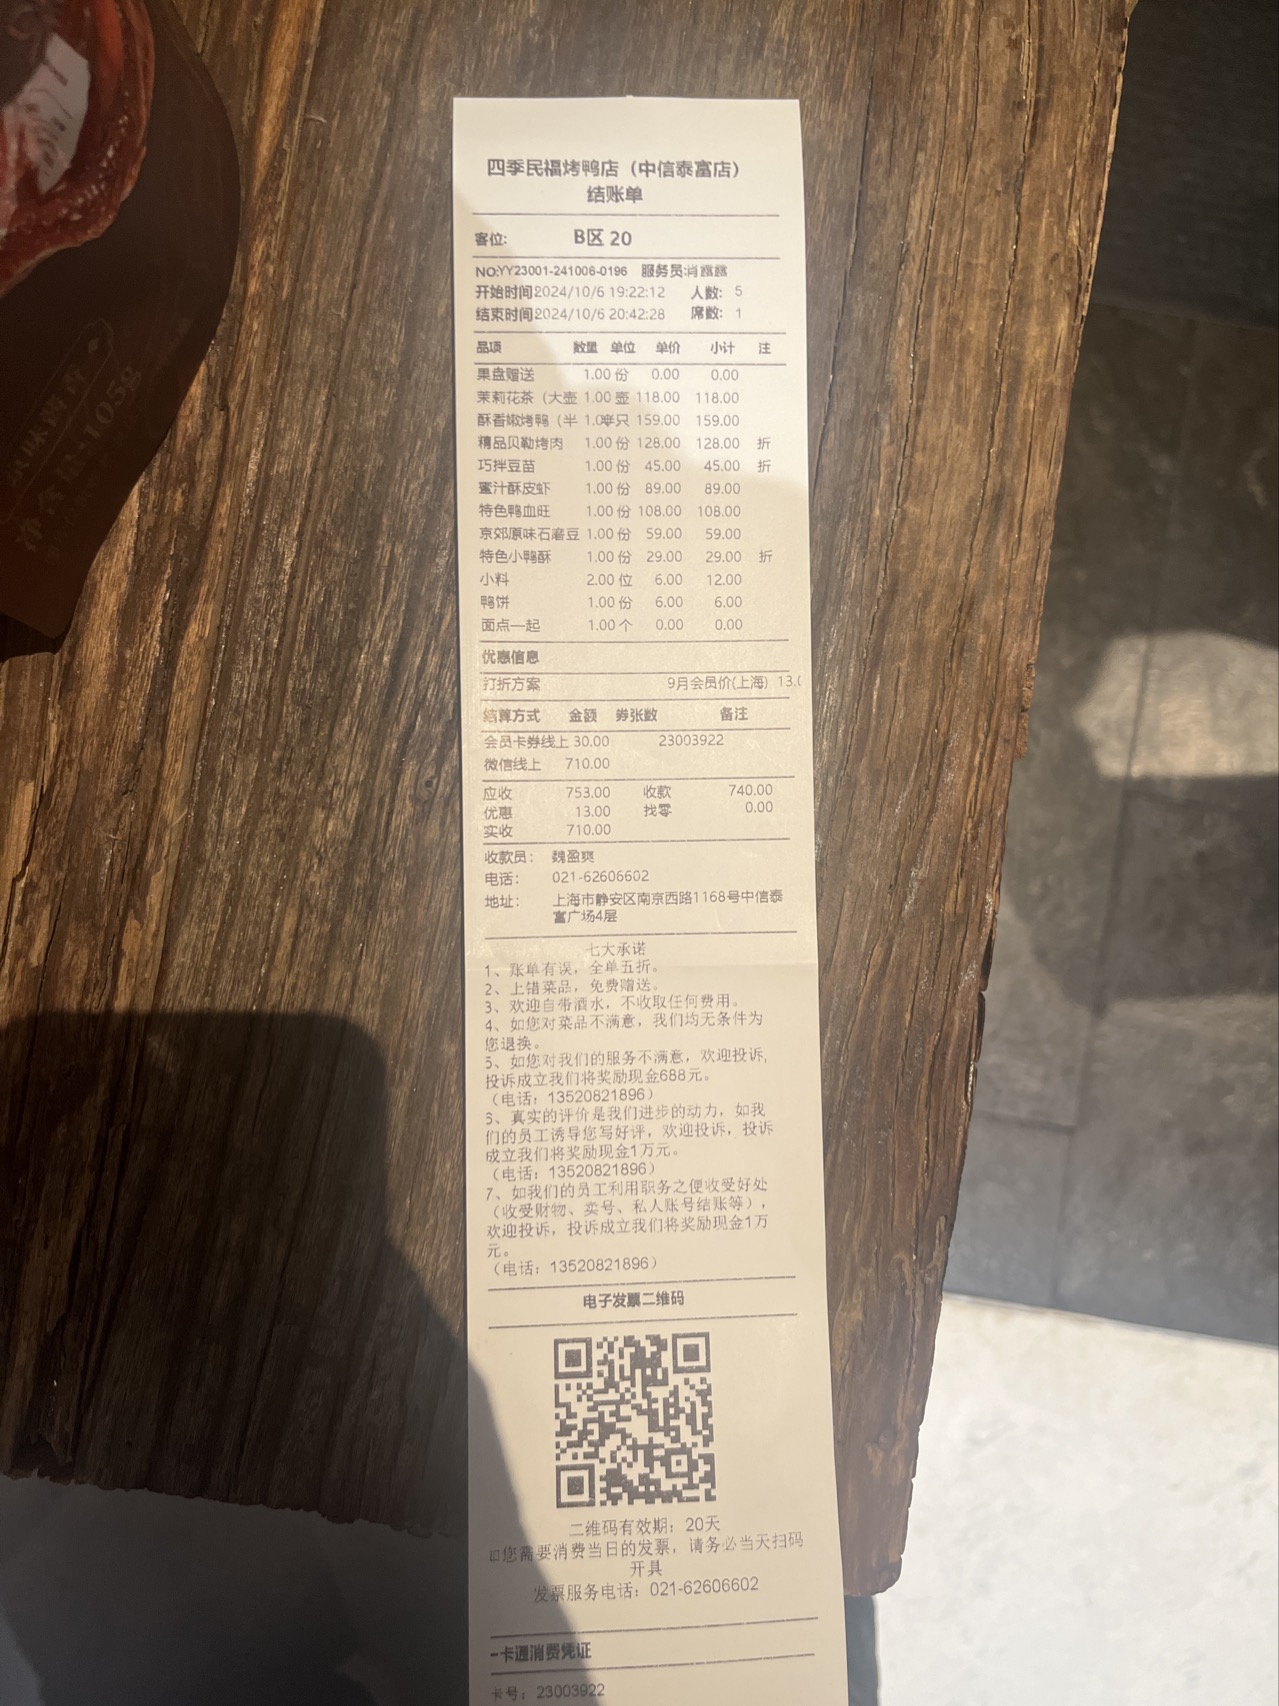 四季民福烤鸭店（中信泰富店）
结账单
客位: B区 20
NO:YY23001-241006-0196 服务员:肖露露
开始时间2024/10/6 19:22:12 人数: 5
结束时间2024/10/6 20:42:28 席数: 1
品项 数量 单位 单价 小计 注
果盘赠送 1.00 份 0.00 0.00
茉莉花茶（大壶 1.00 壶 118.00 118.00
酥香嫩烤鸭（半 1.00 半只 159.00 159.00
精品贝勒烤肉 1.00 份 128.00 128.00 折
巧拌豆苗 1.00 份 45.00 45.00 折
蜜汁酥皮虾 1.00 份 89.00 89.00
特色鸭血旺 1.00 份 108.00 108.00
京郊原味石磨豆 1.00 份 59.00 59.00
特色小鸭酥 1.00 份 29.00 29.00 折
小料 2.00 位 6.00 12.00
鸭饼 1.00 份 6.00 6.00
面点一起 1.00 个 0.00 0.00
优惠信息
打折方案 9月会员价(上海) 13.0
结算方式 金额 券张数 备注
会员卡券线上 30.00 23003922
微信线上 710.00
应收 753.00 收款 740.00
优惠 13.00 找零 0.00
实收 710.00
收款员: 魏盈爽
电话: 021-62606602
地址: 上海市静安区南京西路1168号中信泰
富广场4层
七大承诺
1、账单有误，全单五折。
2、上错菜品，免费赠送。
3、欢迎自带酒水，不收取任何费用。
4、如您对菜品不满意，我们均无条件为
您退换。
5、如您对我们的服务不满意，欢迎投诉,
投诉成立我们将奖励现金688元。
（电话：13520821896）
6、真实的评价是我们进步的动力，如我
们的员工诱导您写好评，欢迎投诉，投诉
成立我们将奖励现金1万元。
（电话：13520821896）
7、如我们的员工利用职务之便收受好处
（收受财物、卖号、私人账号结账等），
欢迎投诉，投诉成立我们将奖励现金1万
元。
（电话：13520821896）
电子发票二维码
二维码有效期：20天
如您需要消费当日的发票，请务必当天扫码
开具
发票服务电话：021-62606602
一卡通消费凭证
卡号：23003922